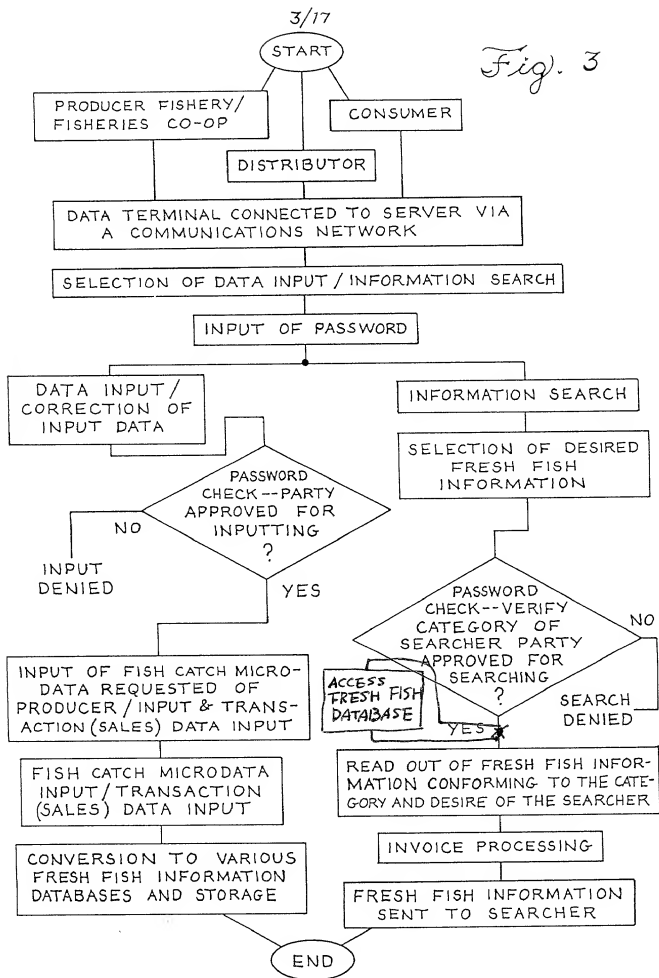 3/17
START
Fig. 3
PRODUCER FISHERY/
FISHERIES CO-OP
CONSUMER
DISTRIBUTOR
DATA TERMINAL CONNECTED TO SERVER VIA
A COMMUNICATIONS NETWORK
SELECTION OF DATA INPUT / INFORMATION SEARCH
INPUT OF PASSWORD
DATA INPUT/
CORRECTION OF
INPUT DATA
PASSWORD
CHECK--PARTY
APPROVED FOR
INPUTTING
?
NO
INPUT
DENIED
YES
INPUT OF FISH CATCH MICRO-
DATA REQUESTED OF
PRODUCER / INPUT & TRANS-
ACTION (SALES) DATA INPUT
FISH CATCH MICRODATA
INPUT/TRANSACTION
(SALES) DATA INPUT
CONVERSION TO VARIOUS
FRESH FISH INFORMATION
DATABASES AND STORAGE
INFORMATION SEARCH
SELECTION OF DESIRED
FRESH FISH
INFORMATION
PASSWORD
CHECK--VERIFY
CATEGORY OF
SEARCHER PARTY
APPROVED FOR
SEARCHING
?
NO
SEARCH
DENIED
ACCESS
FRESH FISH
DATABASE
YES
READ OUT OF FRESH FISH INFOR-
MATION CONFORMING TO THE CATE-
GORY AND DESIRE OF THE SEARCHER
INVOICE PROCESSING
FRESH FISH INFORMATION
SENT TO SEARCHER
END